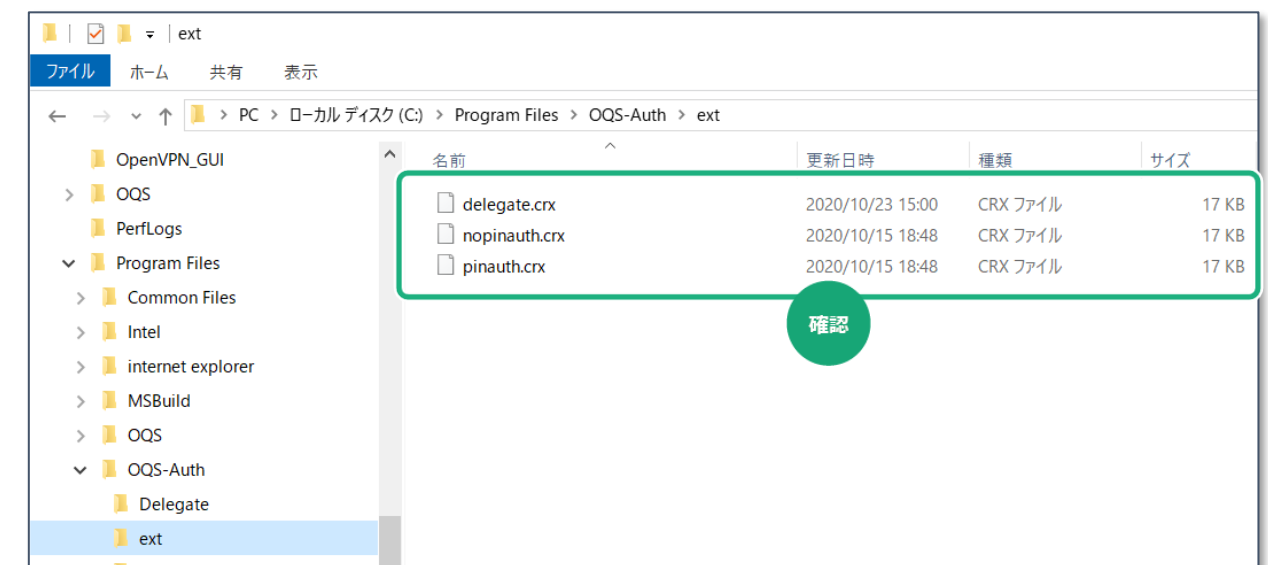 ext
ファイル ホーム 共有 表示
PC > ローカル ディスク (C:) > Program Files > OQS-Auth > ext
名前 更新日時 種類 サイズ
OpenVPN_GUI
OQS
PerfLogs
Program Files
Common Files
Intel
internet explorer
MSBuild
OQS
OQS-Auth
Delegate
ext
delegate.crx 2020/10/23 15:00 CRX ファイル 17 KB
nopinauth.crx 2020/10/15 18:48 CRX ファイル 17 KB
pinauth.crx 2020/10/15 18:48 CRX ファイル 17 KB
確認